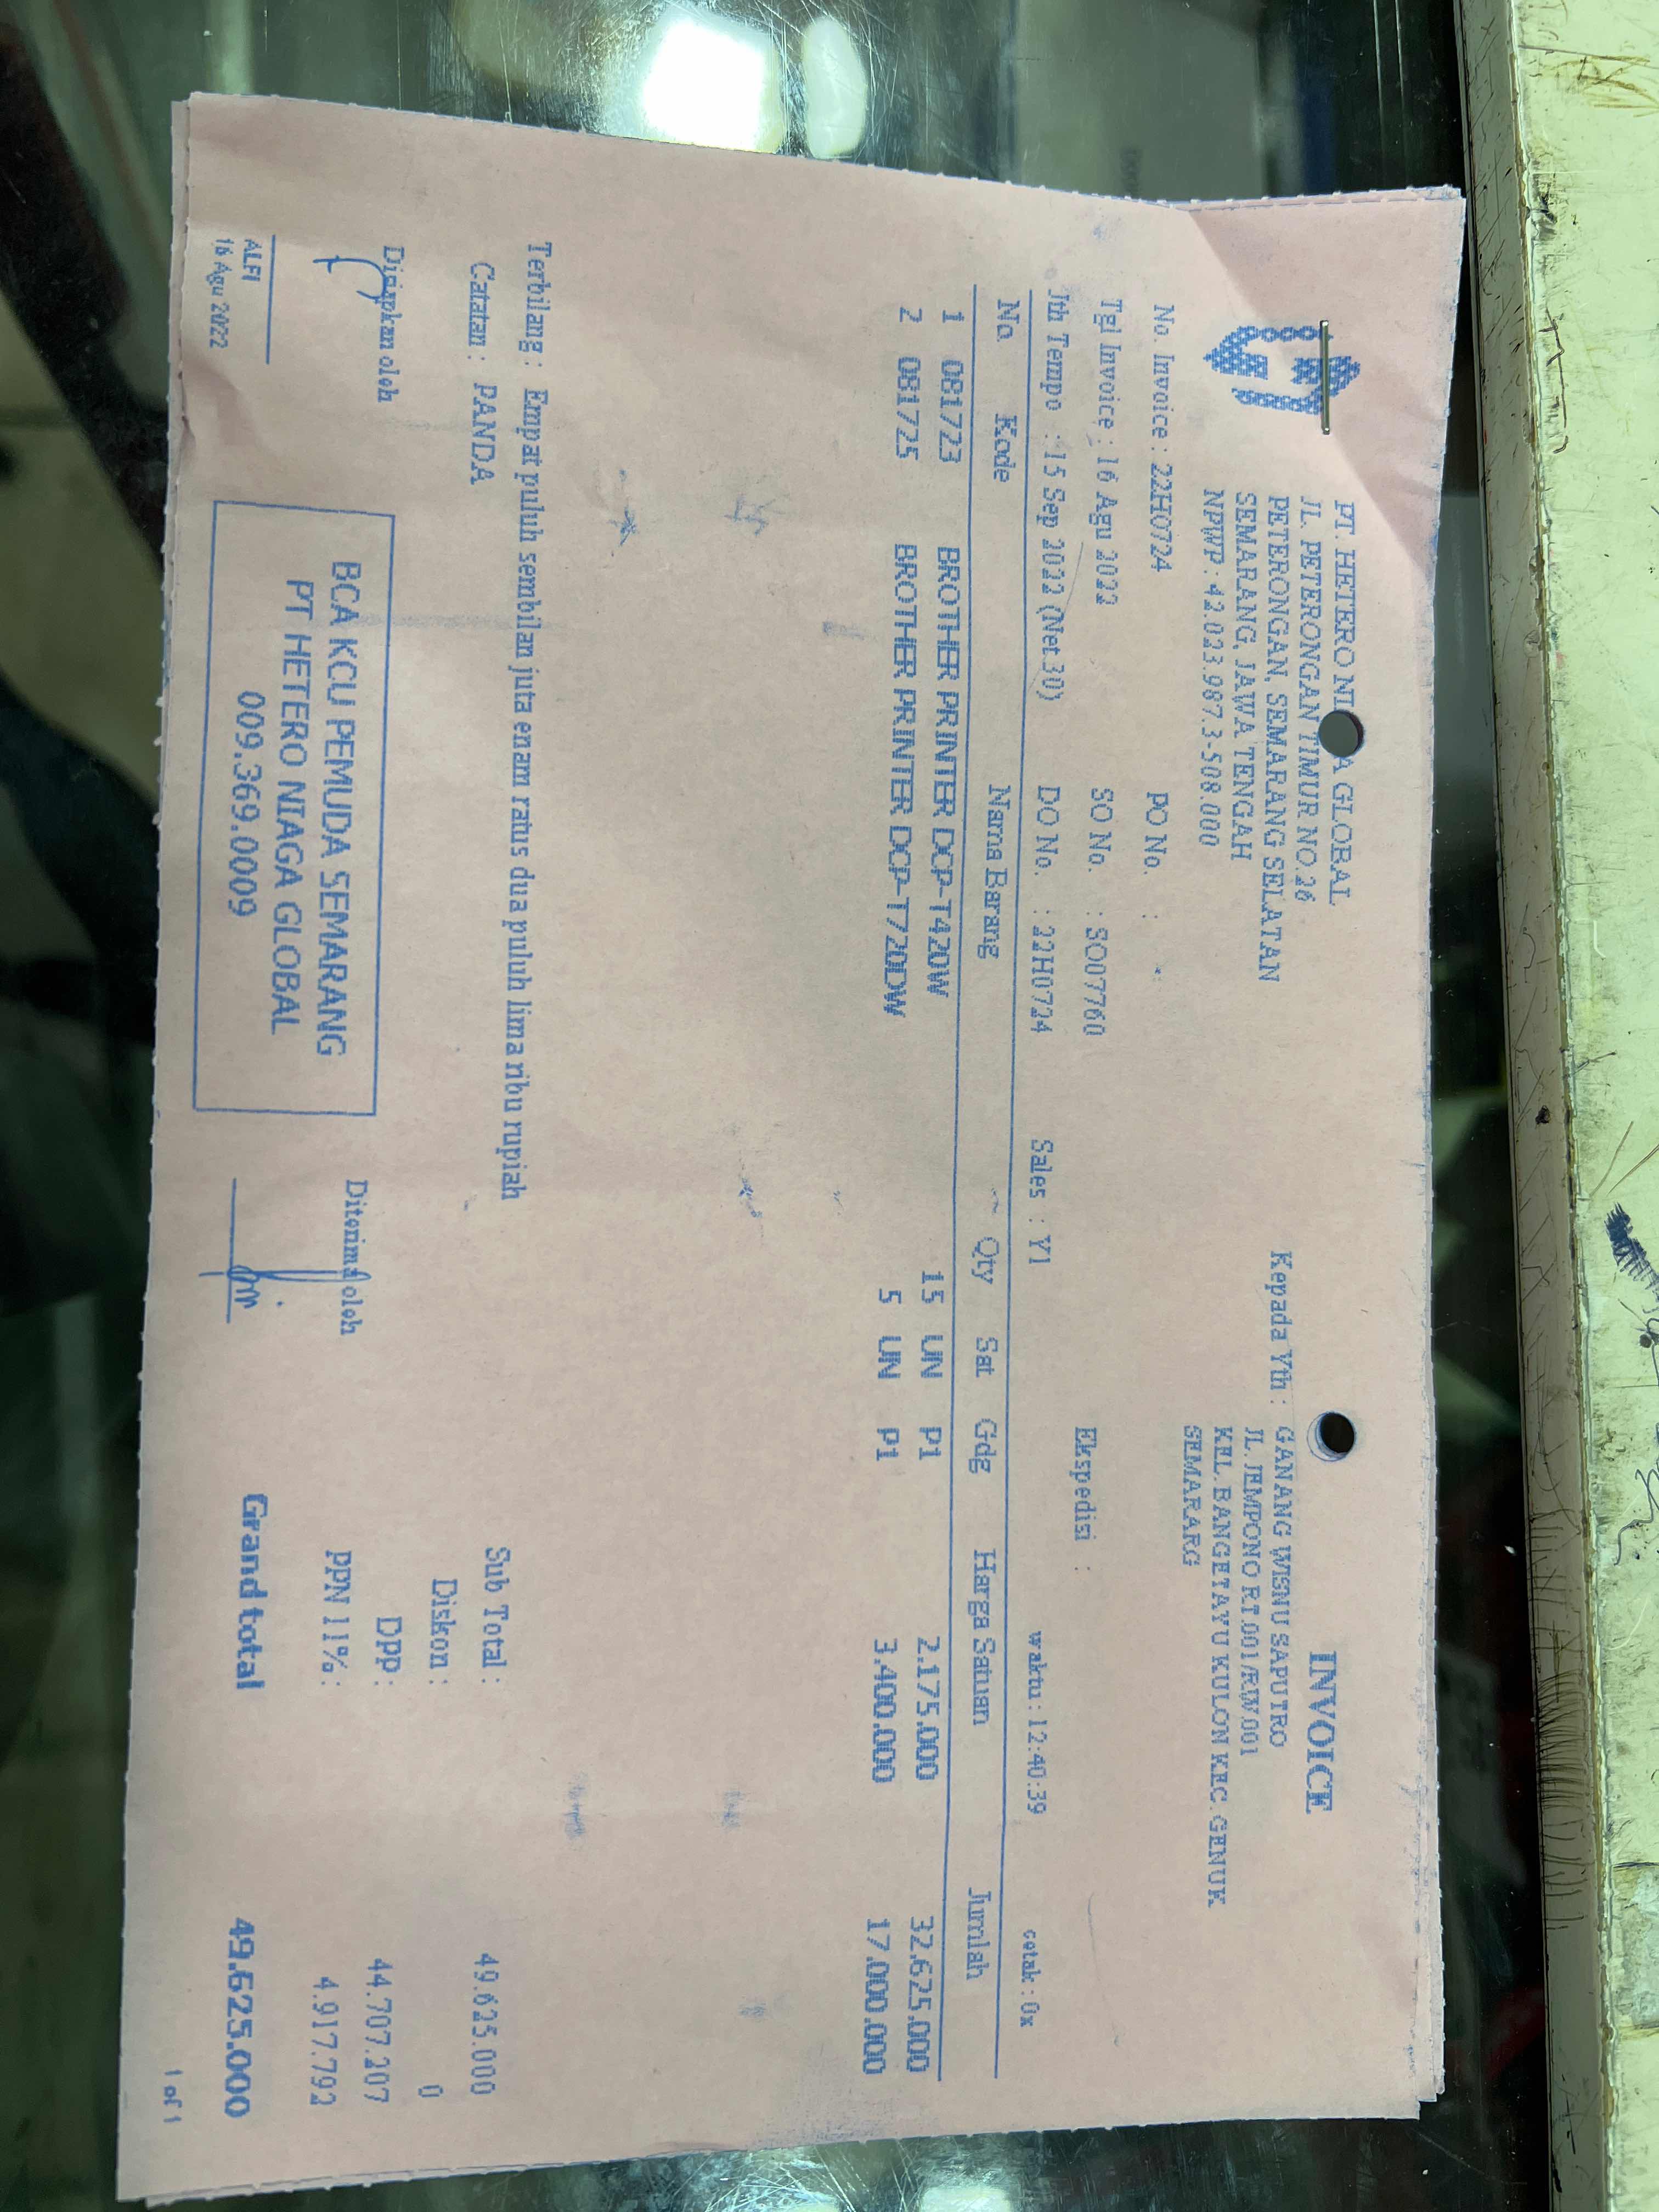 PT. HETERO NI A GLOBAL
JL. PETERONGAN TIMUR NO.26
PETERONGAN, SEMARANG SELATAN
SEMARANG, JAWA TENGAH
NPWP : 42.023.987.3-508.000
INVOICE
Kepada Yth : GANANG WISNU SAPUTRO
JL. JEMPONO RT.001/RW.001
KEL. BANGETAYU KULON KEC. GENUK
SEMARARG
No. Invoice : 22H0724 PO No. :
Tgl Invoice : 16 Agu 2022 SO No. : SO07760 Ekspedisi :
Jth Tempo : 15 Sep 2022 (Net 30) DO No. : 22H0724 Sales : Y1 waktu : 12:40:39 cetak : 0x
No. Kode Nama Barang Qty Sat Gdg Harga Satuan Jumlah
1 081723 BROTHER PRINTER DCP-T420W 15 UN P1 2.175.000 32.625.000
2 081725 BROTHER PRINTER DCP-T720DW 5 UN P1 3.400.000 17.000.000
Terbilang : Empat puluh sembilan juta enam ratus dua puluh lima ribu rupiah
Catatan : PANDA
Sub Total : 49.625.000
Diskon : 0
DPP : 44.707.207
PPN 11% : 4.917.792
Grand total 49.625.000
Disiapkan oleh
ALFI
16 Agu 2022
BCA KCU PEMUDA SEMARANG
PT HETERO NIAGA GLOBAL
009.369.0009
Diterima oleh
1 of 1